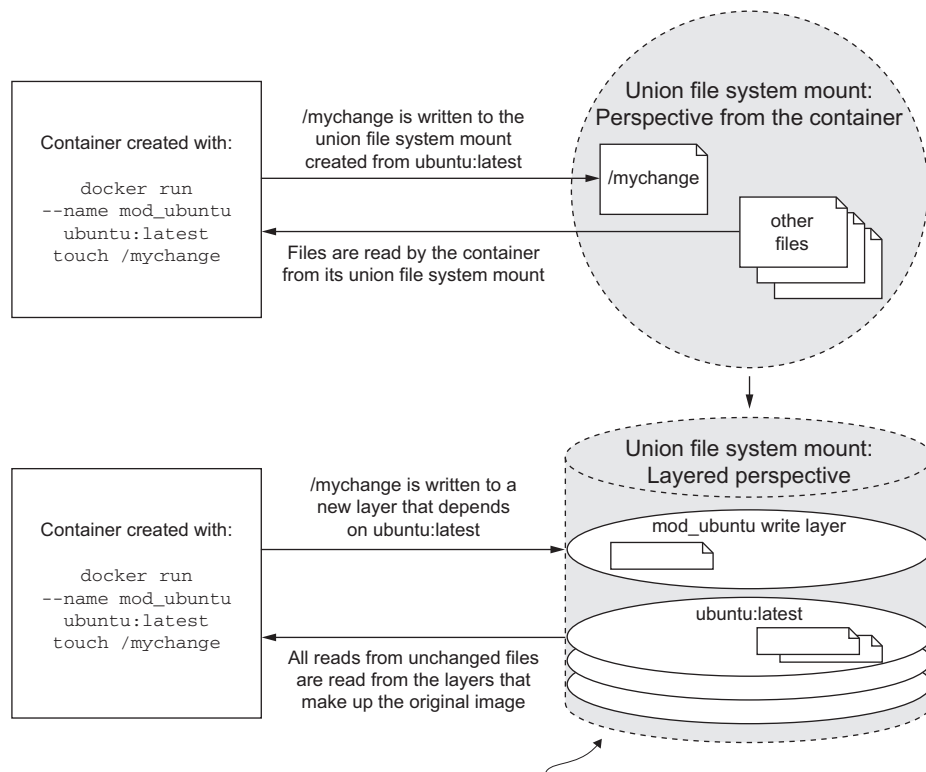 Container created with:
docker run
--name mod_ubuntu
ubuntu:latest
touch /mychange
/mychange is written to the
union file system mount
created from ubuntu:latest
Files are read by the container
from its union file system mount
Union file system mount:
Perspective from the container
/mychange
other
files
Container created with:
docker run
--name mod_ubuntu
ubuntu:latest
touch /mychange
/mychange is written to a
new layer that depends
on ubuntu:latest
All reads from unchanged files
are read from the layers that
make up the original image
Union file system mount:
Layered perspective
mod_ubuntu write layer
ubuntu:latest